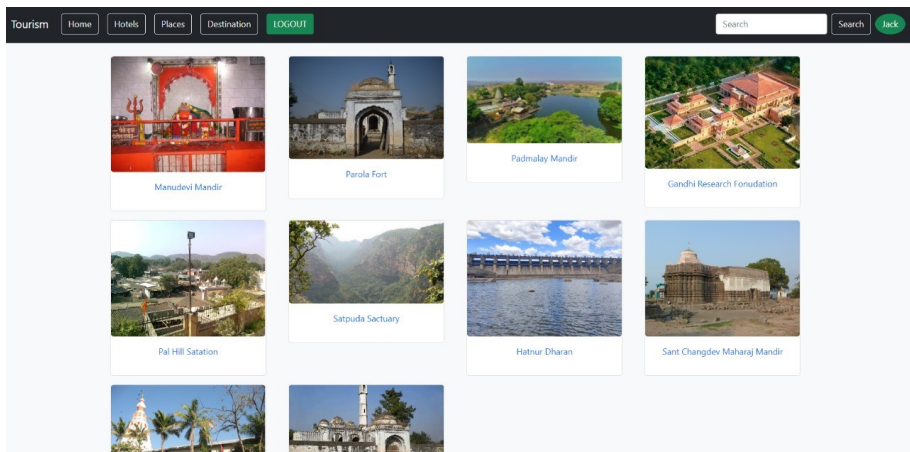 Tourism Home Hotels Places Destination LOGOUT Search Search Jack
Manudevi Mandir
Parola Fort
Padmalay Mandir
Gandhi Research Fonudation
Pal Hill Satation
Satpuda Sactuary
Hatnur Dharan
Sant Changdev Maharaj Mandir